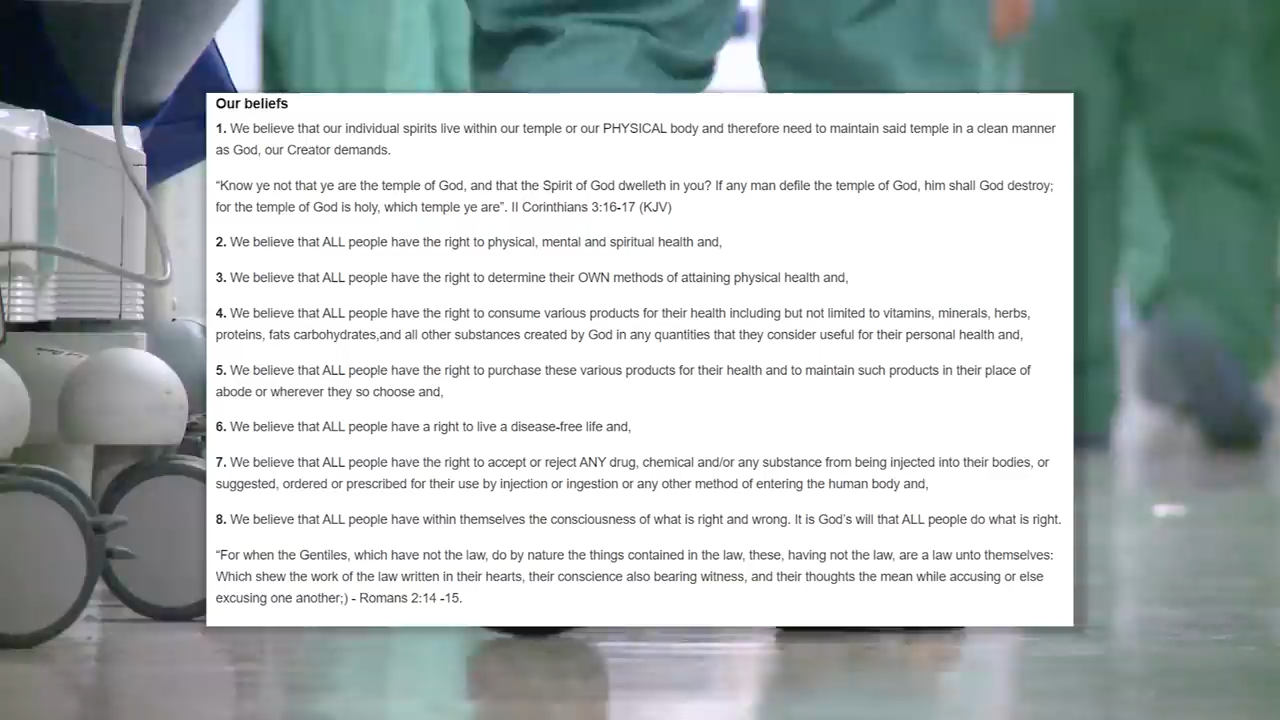 Our beliefs
1. We believe that our individual spirits live within our temple or our PHYSICAL body and therefore need to maintain said temple in a clean manner
as God, our Creator demands.
“Know ye not that ye are the temple of God, and that the Spirit of God dwelleth in you? If any man defile the temple of God, him shall God destroy;
for the temple of God is holy, which temple ye are”. II Corinthians 3:16-17 (KJV)
2. We believe that ALL people have the right to physical, mental and spiritual health and,
3. We believe that ALL people have the right to determine their OWN methods of attaining physical health and,
4. We believe that ALL people have the right to consume various products for their health including but not limited to vitamins, minerals, herbs,
proteins, fats carbohydrates,and all other substances created by God in any quantities that they consider useful for their personal health and,
5. We believe that ALL people have the right to purchase these various products for their health and to maintain such products in their place of
abode or wherever they so choose and,
6. We believe that ALL people have a right to live a disease-free life and,
7. We believe that ALL people have the right to accept or reject ANY drug, chemical and/or any substance from being injected into their bodies, or
suggested, ordered or prescribed for their use by injection or ingestion or any other method of entering the human body and,
8. We believe that ALL people have within themselves the consciousness of what is right and wrong. It is God’s will that ALL people do what is right.
“For when the Gentiles, which have not the law, do by nature the things contained in the law, these, having not the law, are a law unto themselves:
Which shew the work of the law written in their hearts, their conscience also bearing witness, and their thoughts the mean while accusing or else
excusing one another;) - Romans 2:14 -15.